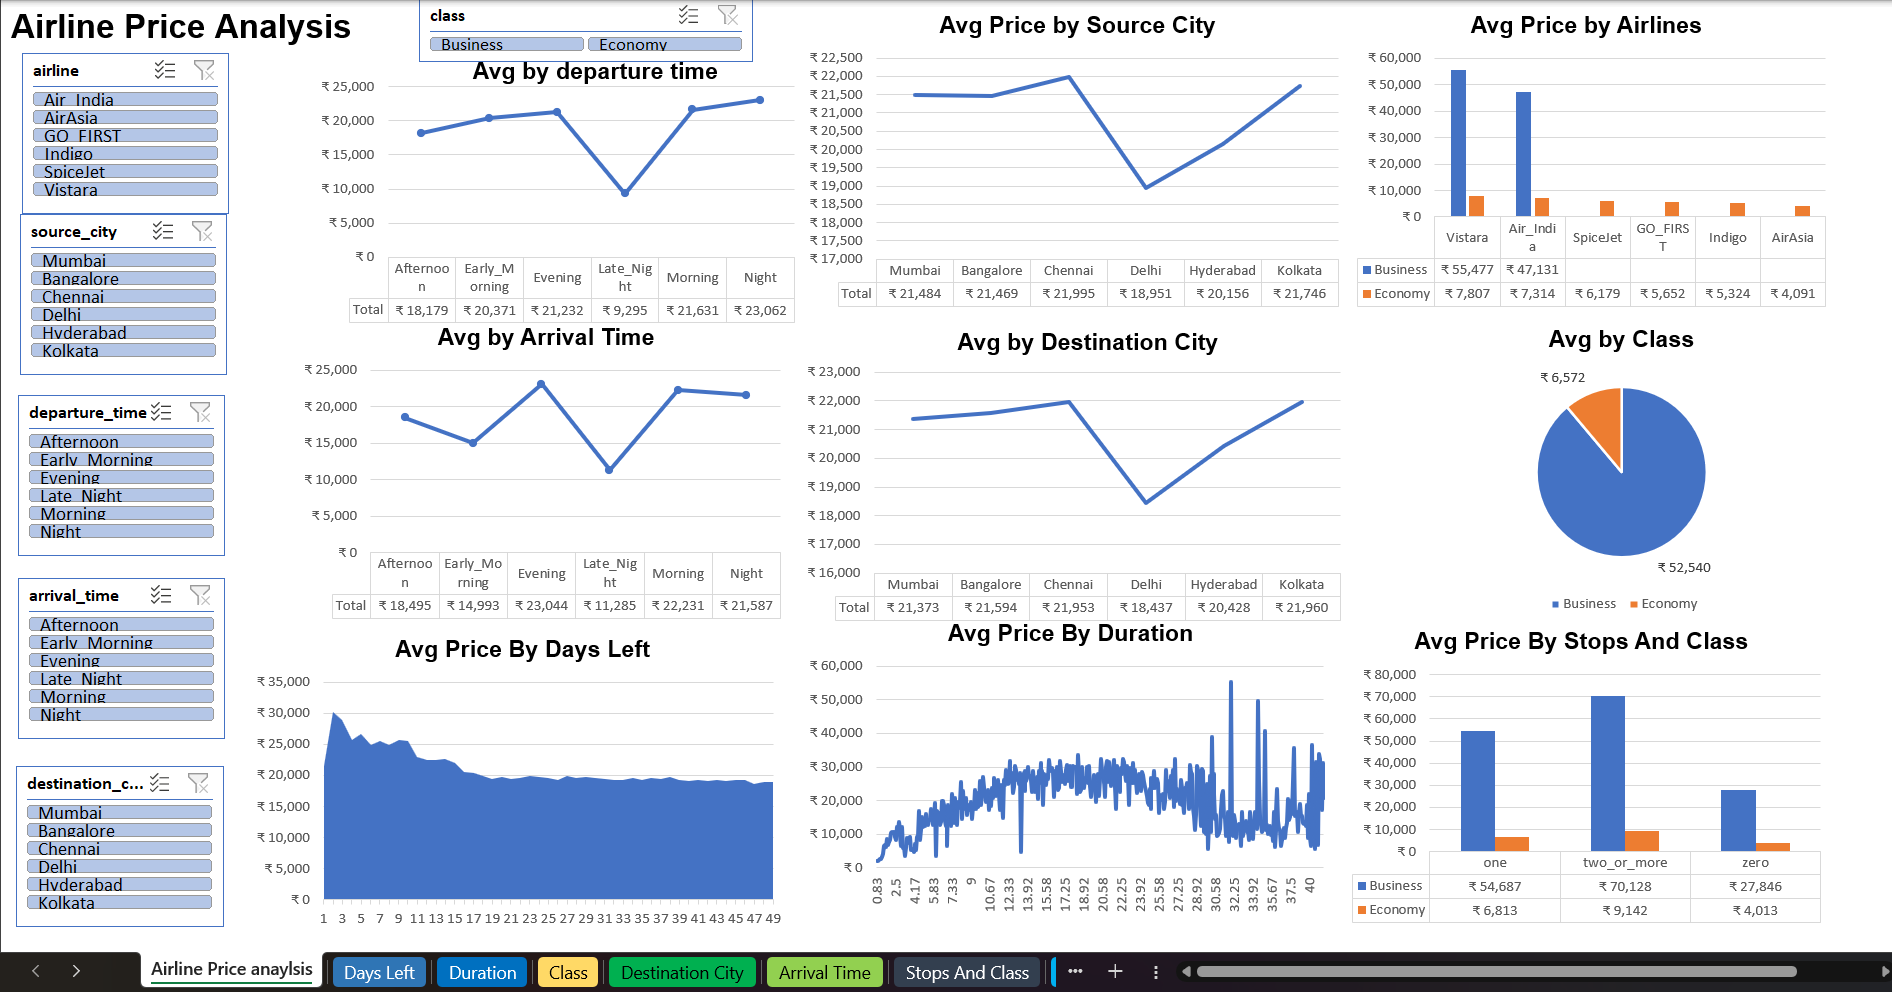 Airline Price Analysis
class
Business
Economy
airline
Air_India
AirAsia
GO_FIRST
Indigo
SpiceJet
Vistara
source_city
Mumbai
Bangalore
Chennai
Delhi
Hyderabad
Kolkata
departure_time
Afternoon
Early_Morning
Evening
Late_Night
Morning
Night
arrival_time
Afternoon
Early_Morning
Evening
Late_Night
Morning
Night
destination_c...
Mumbai
Bangalore
Chennai
Delhi
Hyderabad
Kolkata
Avg by departure time
₹ 25,000
₹ 20,000
₹ 15,000
₹ 10,000
₹ 5,000
₹ 0
Afternoo
n
Early_M
orning
Evening
Late_Nig
ht
Morning
Night
Total ₹ 18,179 ₹ 20,371 ₹ 21,232 ₹ 9,295 ₹ 21,631 ₹ 23,062
Avg Price by Source City
₹ 22,500
₹ 22,000
₹ 21,500
₹ 21,000
₹ 20,500
₹ 20,000
₹ 19,500
₹ 19,000
₹ 18,500
₹ 18,000
₹ 17,500
₹ 17,000
Mumbai Bangalore Chennai Delhi Hyderabad Kolkata
Total ₹ 21,484 ₹ 21,469 ₹ 21,995 ₹ 18,951 ₹ 20,156 ₹ 21,746
Avg Price by Airlines
₹ 60,000
₹ 50,000
₹ 40,000
₹ 30,000
₹ 20,000
₹ 10,000
₹ 0
Vistara
Air_Indi
a
SpiceJet
GO_FIRS
T
Indigo
AirAsia
Business ₹ 55,477 ₹ 47,131
Economy ₹ 7,807 ₹ 7,314 ₹ 6,179 ₹ 5,652 ₹ 5,324 ₹ 4,091
Avg by Arrival Time
₹ 25,000
₹ 20,000
₹ 15,000
₹ 10,000
₹ 5,000
₹ 0
Afternoo
n
Early_Mo
rning
Evening
Late_Nig
ht
Morning
Night
Total ₹ 18,495 ₹ 14,993 ₹ 23,044 ₹ 11,285 ₹ 22,231 ₹ 21,587
Avg by Destination City
₹ 23,000
₹ 22,000
₹ 21,000
₹ 20,000
₹ 19,000
₹ 18,000
₹ 17,000
₹ 16,000
Mumbai Bangalore Chennai Delhi Hyderabad Kolkata
Total ₹ 21,373 ₹ 21,594 ₹ 21,953 ₹ 18,437 ₹ 20,428 ₹ 21,960
Avg by Class
₹ 6,572
₹ 52,540
Business Economy
Avg Price By Days Left
₹ 35,000
₹ 30,000
₹ 25,000
₹ 20,000
₹ 15,000
₹ 10,000
₹ 5,000
₹ 0
1 3 5 7 9 11 13 15 17 19 21 23 25 27 29 31 33 35 37 39 41 43 45 47 49
Avg Price By Duration
₹ 60,000
₹ 50,000
₹ 40,000
₹ 30,000
₹ 20,000
₹ 10,000
₹ 0
0.83 2.5 4.17 5.83 7.33 9 10.67 12.33 13.92 15.58 17.25 18.92 20.58 22.25 23.92 25.58 27.25 28.92 30.58 32.25 33.92 35.67 37.5 40
Avg Price By Stops And Class
₹ 80,000
₹ 70,000
₹ 60,000
₹ 50,000
₹ 40,000
₹ 30,000
₹ 20,000
₹ 10,000
₹ 0
one two_or_more zero
Business ₹ 54,687 ₹ 70,128 ₹ 27,846
Economy ₹ 6,813 ₹ 9,142 ₹ 4,013
Airline Price anaylsis Days Left Duration Class Destination City Arrival Time Stops And Class